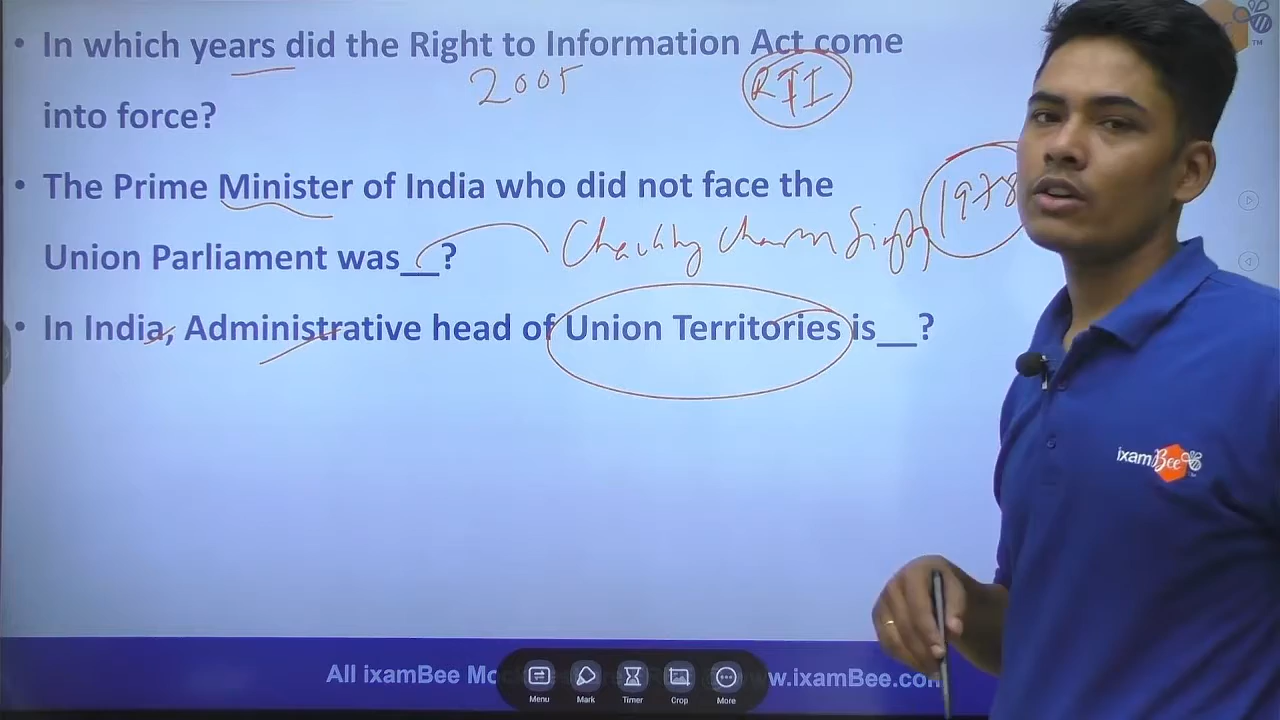 • In which years did the Right to Information Act come
2005 RTI
into force?
• The Prime Minister of India who did not face the
1978
Union Parliament was__? Singh
• In India, Administrative head of Union Territories is__?
ixamBee
All ixamBee w.ixamBee.com
Menu Mark Timer Crop More
TM